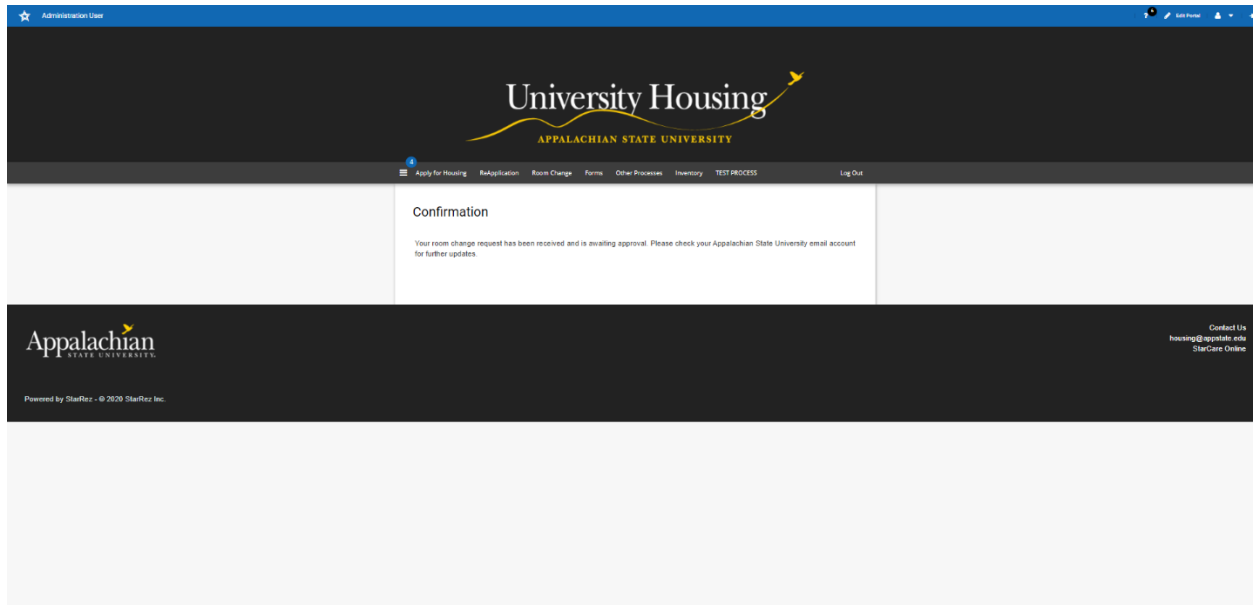 Administration User
? Edit Portal
University Housing
APPALACHIAN STATE UNIVERSITY
4
Apply for Housing ReApplication Room Change Forms Other Processes Inventory TEST PROCESS Log Out
Confirmation
Your room change request has been received and is awaiting approval. Please check your Appalachian State University email account
for further updates.
Appalachian
STATE UNIVERSITY.
Contact Us
housing@appstate.edu
StarCare Online
Powered by StarRez - © 2020 StarRez Inc.